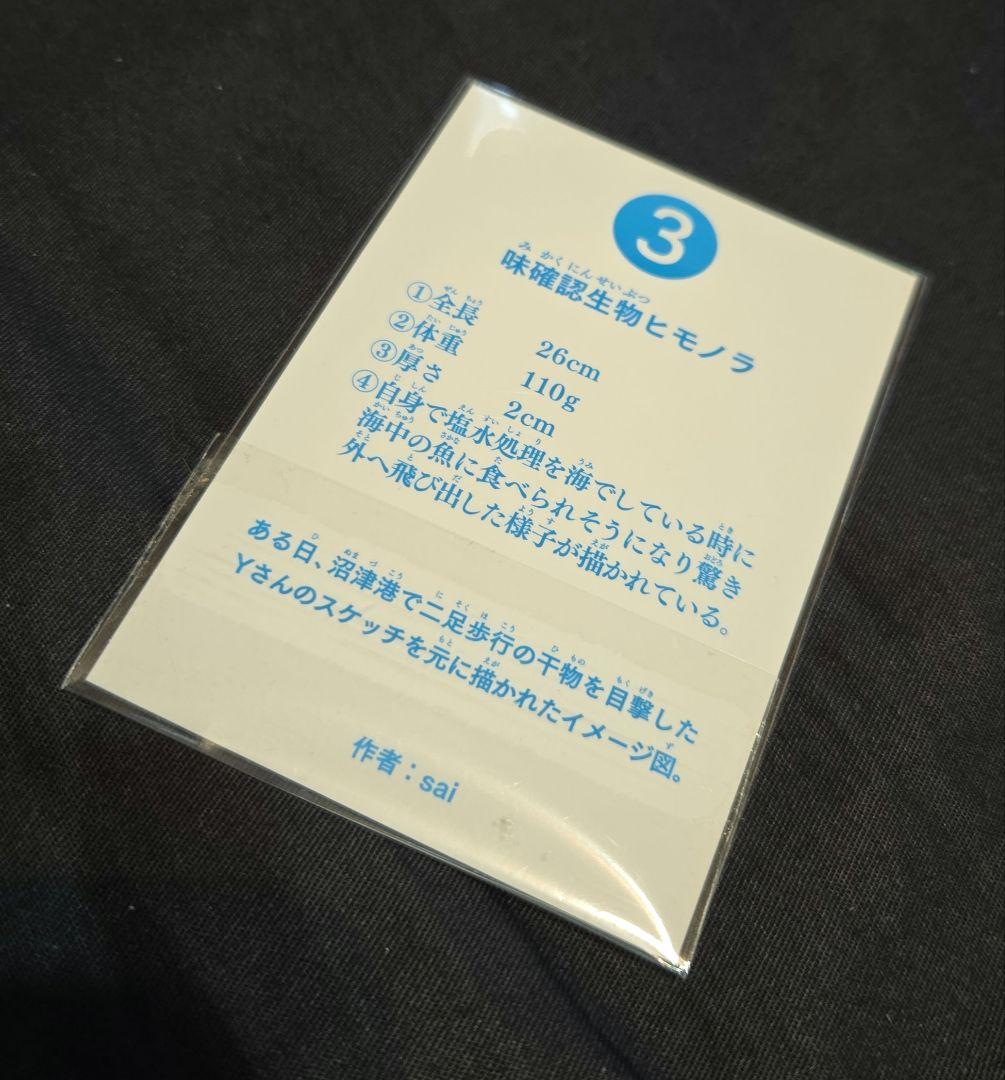 3
味確認生物ヒモノラ
①全長 26cm
②体重 110g
③厚さ 2cm
④自身で塩水処理を海でしている時に
海中の魚に食べられそうになり驚き
外へ飛び出した様子が描かれている。
ある日、沼津港で二足歩行の干物を目撃した
Yさんのスケッチを元に描かれたイメージ図。
作者：sai